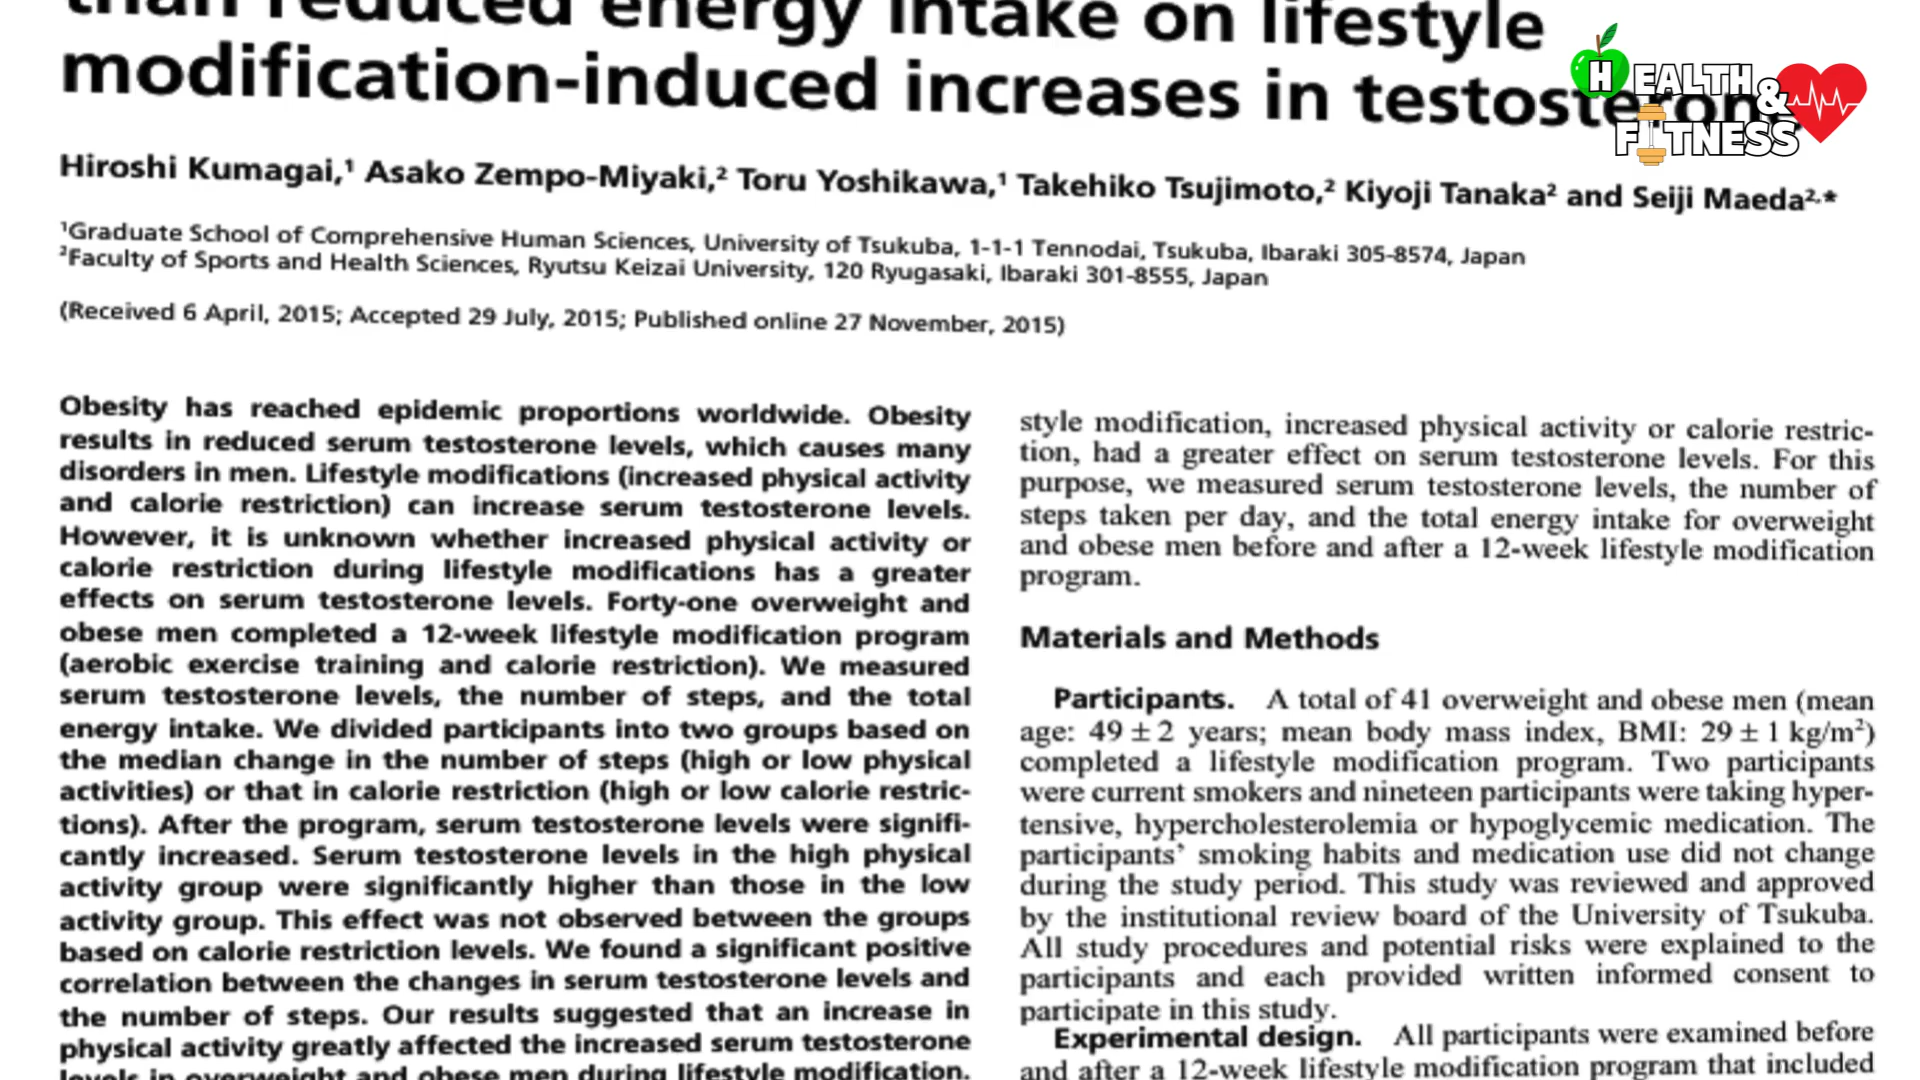 than reduced energy intake on lifestyle
modification-induced increases in testosterone
HEALTH & FITNESS
Hiroshi Kumagai,¹ Asako Zempo-Miyaki,² Toru Yoshikawa,¹ Takehiko Tsujimoto,² Kiyoji Tanaka² and Seiji Maeda²,*
¹Graduate School of Comprehensive Human Sciences, University of Tsukuba, 1-1-1 Tennodai, Tsukuba, Ibaraki 305-8574, Japan
²Faculty of Sports and Health Sciences, Ryutsu Keizai University, 120 Ryugasaki, Ibaraki 301-8555, Japan
(Received 6 April, 2015; Accepted 29 July, 2015; Published online 27 November, 2015)
Obesity has reached epidemic proportions worldwide. Obesity
results in reduced serum testosterone levels, which causes many
disorders in men. Lifestyle modifications (increased physical activity
and calorie restriction) can increase serum testosterone levels.
However, it is unknown whether increased physical activity or
calorie restriction during lifestyle modifications has a greater
effects on serum testosterone levels. Forty-one overweight and
obese men completed a 12-week lifestyle modification program
(aerobic exercise training and calorie restriction). We measured
serum testosterone levels, the number of steps, and the total
energy intake. We divided participants into two groups based on
the median change in the number of steps (high or low physical
activities) or that in calorie restriction (high or low calorie restric-
tions). After the program, serum testosterone levels were signifi-
cantly increased. Serum testosterone levels in the high physical
activity group were significantly higher than those in the low
activity group. This effect was not observed between the groups
based on calorie restriction levels. We found a significant positive
correlation between the changes in serum testosterone levels and
the number of steps. Our results suggested that an increase in
physical activity greatly affected the increased serum testosterone
levels in overweight and obese men during lifestyle modification.
style modification, increased physical activity or calorie restric-
tion, had a greater effect on serum testosterone levels. For this
purpose, we measured serum testosterone levels, the number of
steps taken per day, and the total energy intake for overweight
and obese men before and after a 12-week lifestyle modification
program.
Materials and Methods
Participants. A total of 41 overweight and obese men (mean
age: 49 ± 2 years; mean body mass index, BMI: 29 ± 1 kg/m²)
completed a lifestyle modification program. Two participants
were current smokers and nineteen participants were taking hyper-
tensive, hypercholesterolemia or hypoglycemic medication. The
participants’ smoking habits and medication use did not change
during the study period. This study was reviewed and approved
by the institutional review board of the University of Tsukuba.
All study procedures and potential risks were explained to the
participants and each provided written informed consent to
participate in this study.
Experimental design. All participants were examined before
and after a 12-week lifestyle modification program that included